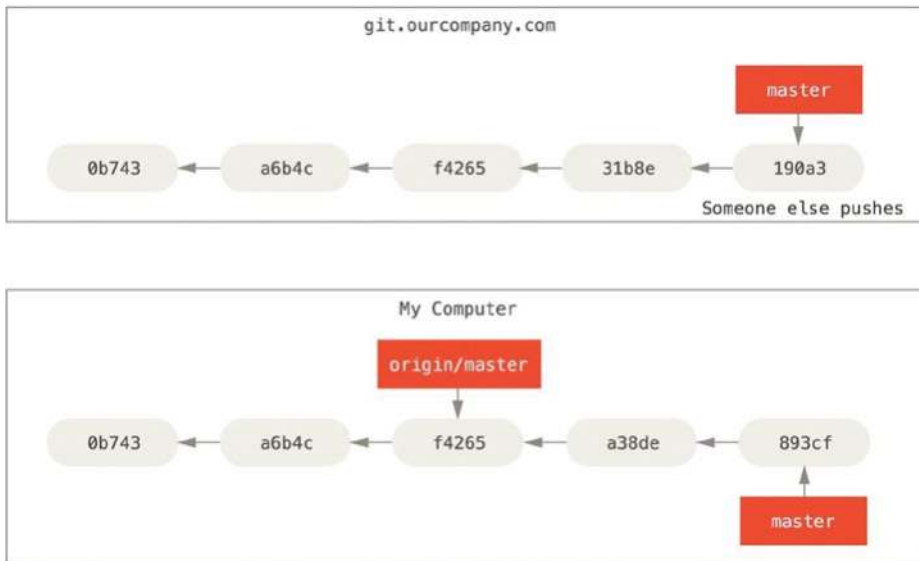 git.ourcompany.com
master
0b743 a6b4c f4265 31b8e 190a3
Someone else pushes
My Computer
origin/master
0b743 a6b4c f4265 a38de 893cf
master